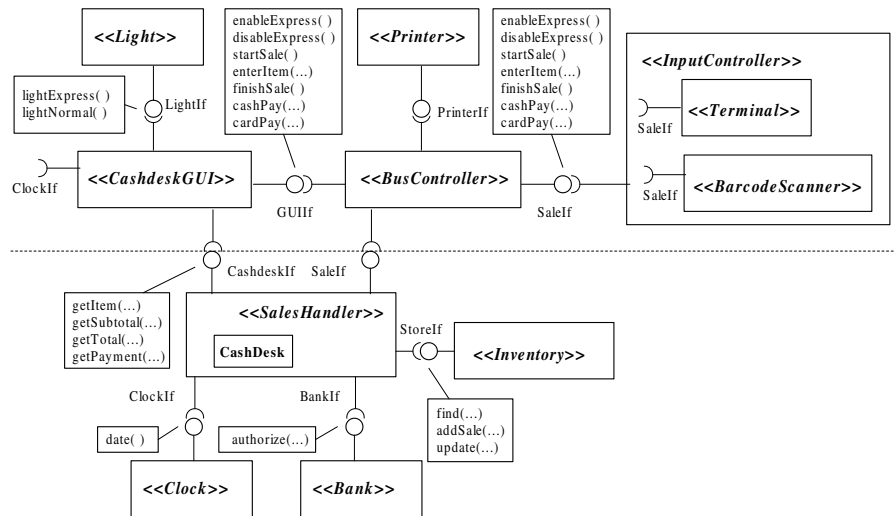 <<Light>>
enableExpress( )
disableExpress( )
startSale( )
enterItem(...)
finishSale( )
cashPay(...)
cardPay(...)
<<Printer>>
enableExpress( )
disableExpress( )
startSale( )
enterItem(...)
finishSale( )
cashPay(...)
cardPay(...)
<<InputController>>
lightExpress( )
lightNormal( )
LightIf
PrinterIf
<<Terminal>>
SaleIf
ClockIf
<<CashdeskGUI>>
GUIIf
<<BusController>>
SaleIf
<<BarcodeScanner>>
SaleIf
CashdeskIf
SaleIf
getItem(...)
getSubtotal(...)
getTotal(...)
getPayment(...)
<<SalesHandler>>
CashDesk
StoreIf
<<Inventory>>
ClockIf
BankIf
find(...)
addSale(...)
update(...)
date( )
authorize(...)
<<Clock>>
<<Bank>>